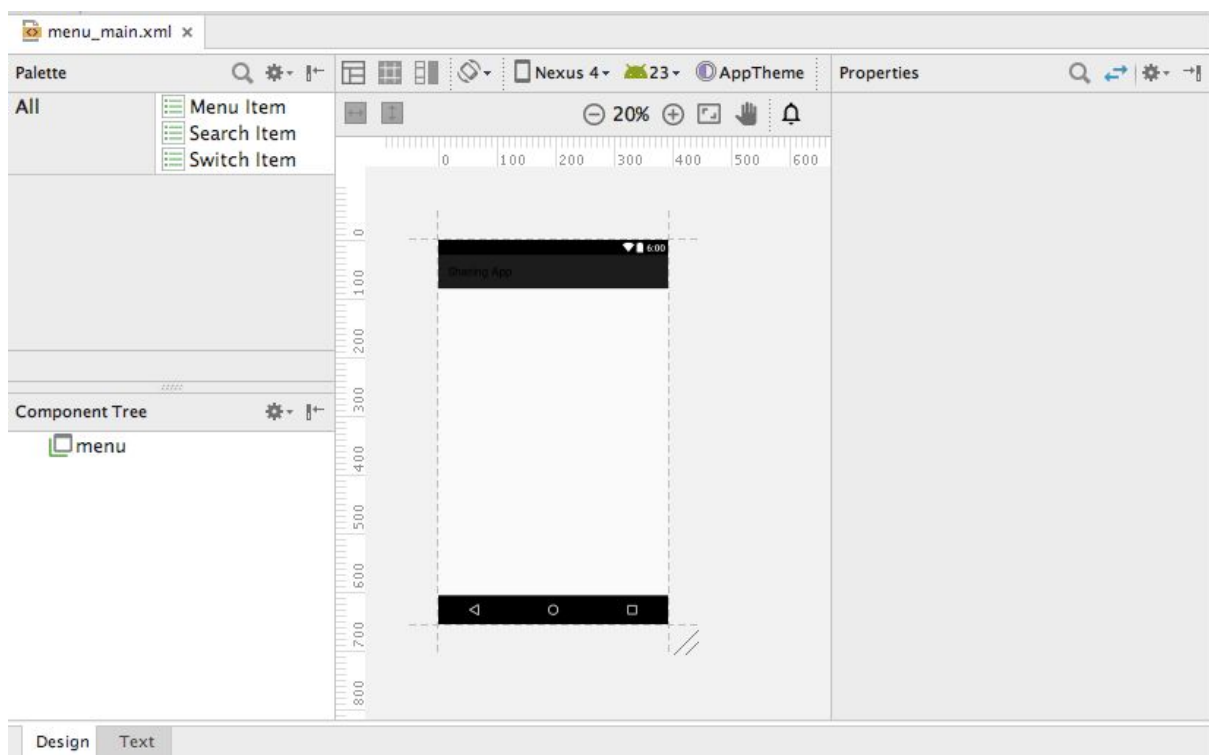 menu_main.xml
Palette
Nexus 4
23
AppTheme
Properties
All
Menu Item
Search Item
Switch Item
20%
0 100 200 300 400 500 600
6:00
Sharing App
0
100
200
300
400
500
600
700
800
Component Tree
menu
Design
Text